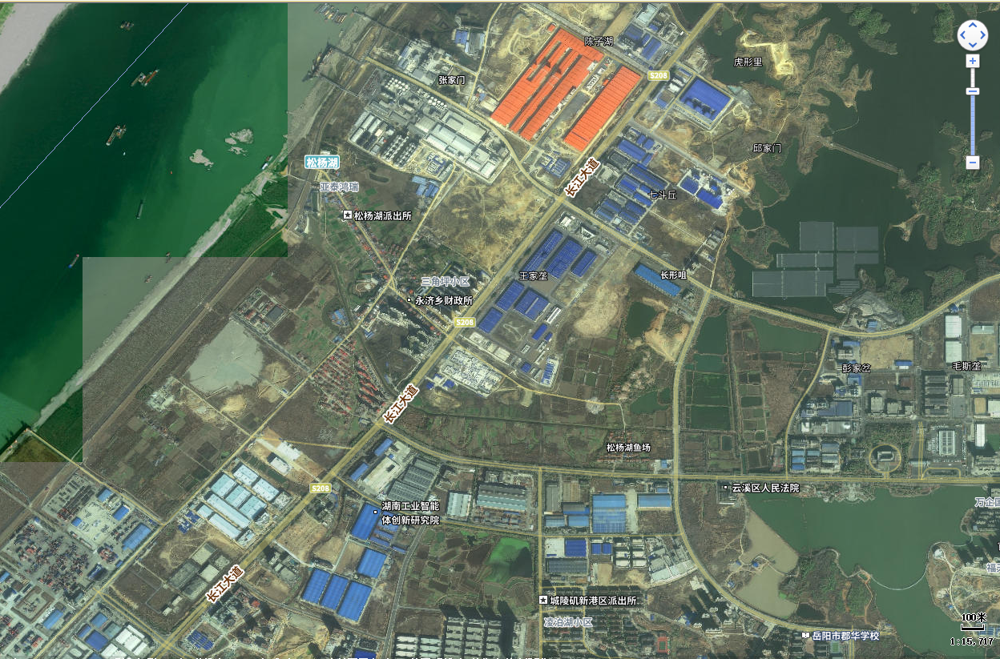 陈子湖
虎形里
S208
张家门
邱家门
松杨湖
长江大道
亚泰鸿瑞
七斗丘
松杨湖派出所
王家垄
长形咀
三角坪小区
永济乡财政所
S208
彭家岔
毛斯垄
长江大道
松杨湖鱼场
S208
云溪区人民法院
湖南工业智能
体创新研究院
长江大道
城陵矶新港区派出所
凌泊湖小区
100米
岳阳市郡华学校
1:15,717